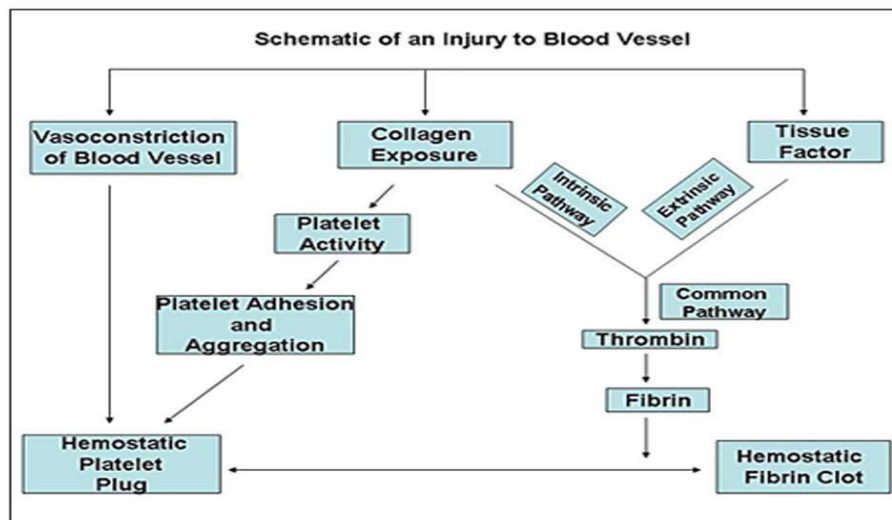 Schematic of an Injury to Blood Vessel
Vasoconstriction
of Blood Vessel
Collagen
Exposure
Tissue
Factor
Intrinsic
Pathway
Extrinsic
Pathway
Platelet
Activity
Platelet Adhesion
and
Aggregation
Common
Pathway
Thrombin
Fibrin
Hemostatic
Platelet
Plug
Hemostatic
Fibrin Clot